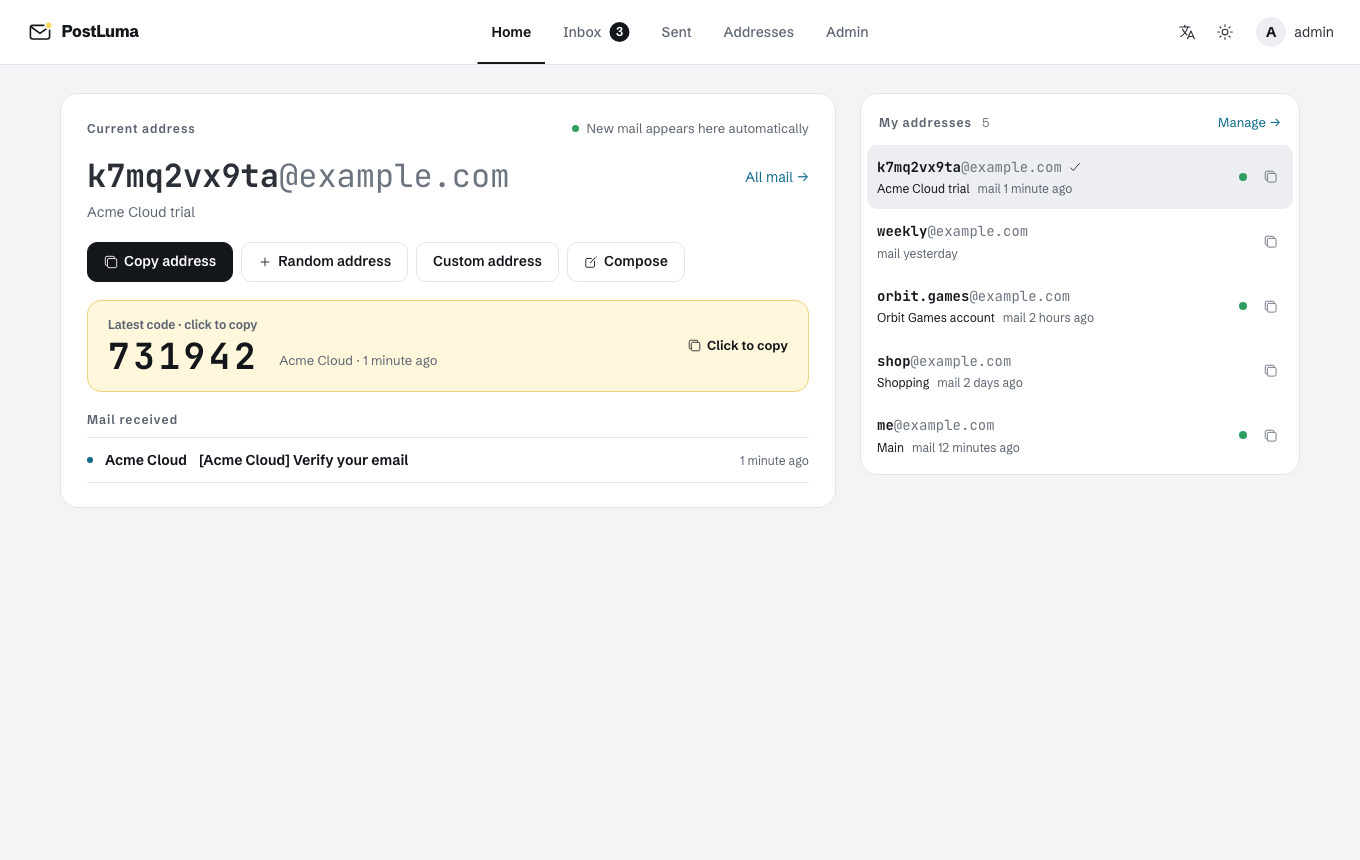 PostLuma
Home
Inbox 3
Sent
Addresses
Admin
A admin
Current address
New mail appears here automatically
k7mq2vx9ta@example.com
All mail →
Acme Cloud trial
Copy address
Random address
Custom address
Compose
Latest code · click to copy
731942
Acme Cloud · 1 minute ago
Click to copy
Mail received
Acme Cloud [Acme Cloud] Verify your email 1 minute ago
My addresses 5
Manage →
k7mq2vx9ta@example.com
Acme Cloud trial mail 1 minute ago
weekly@example.com
mail yesterday
orbit.games@example.com
Orbit Games account mail 2 hours ago
shop@example.com
Shopping mail 2 days ago
me@example.com
Main mail 12 minutes ago